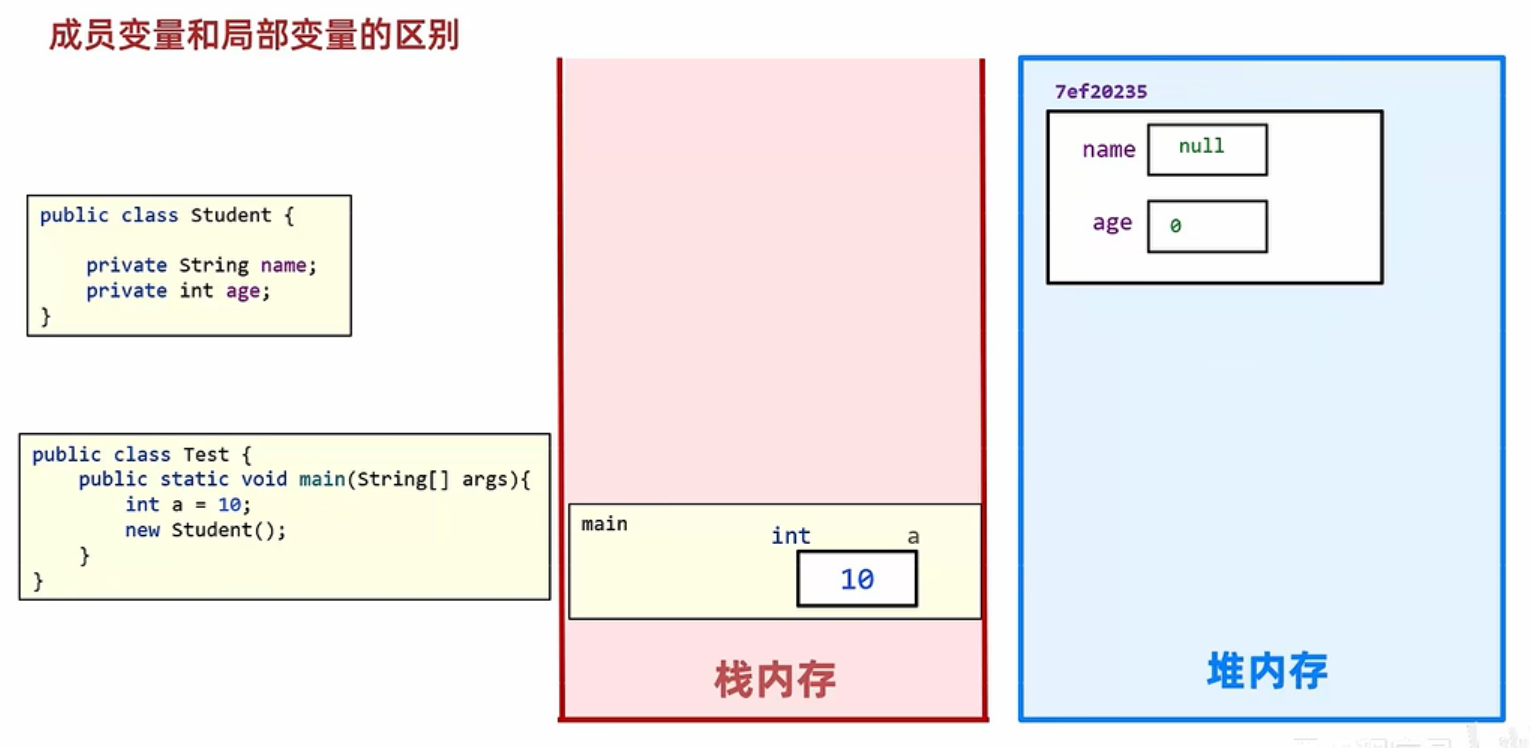 成员变量和局部变量的区别
public class Student {
private String name;
private int age;
}
public class Test {
public static void main(String[] args){
int a = 10;
new Student();
}
}
main
int a
10
栈内存
7ef20235
name null
age 0
堆内存